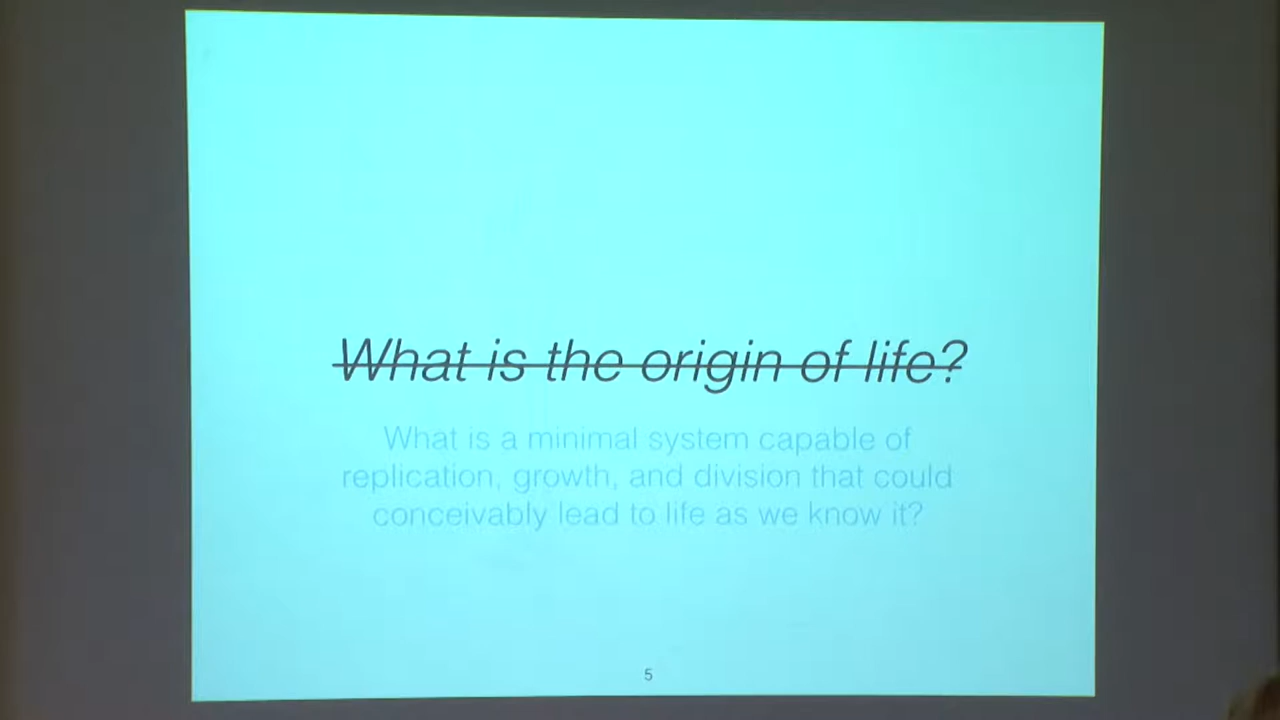 What is the origin of life?
What is a minimal system capable of
replication, growth, and division that could
conceivably lead to life as we know it?
5